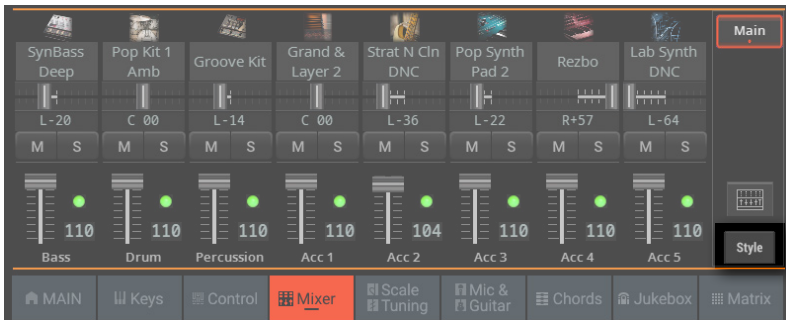 SynBass Deep Pop Kit 1 Amb Groove Kit Grand & Layer 2 Strat N Cln DNC Pop Synth Pad 2 Rezbo Lab Synth DNC Main
L-20 C 00 L-14 C 00 L-36 L-22 R+57 L-64
M S M S M S M S M S M S M S M S
110 110 110 110 104 110 110 110
Bass Drum Percussion Acc 1 Acc 2 Acc 3 Acc 4 Acc 5 Style
MAIN Keys Control Mixer Scale Tuning Mic & Guitar Chords Jukebox Matrix